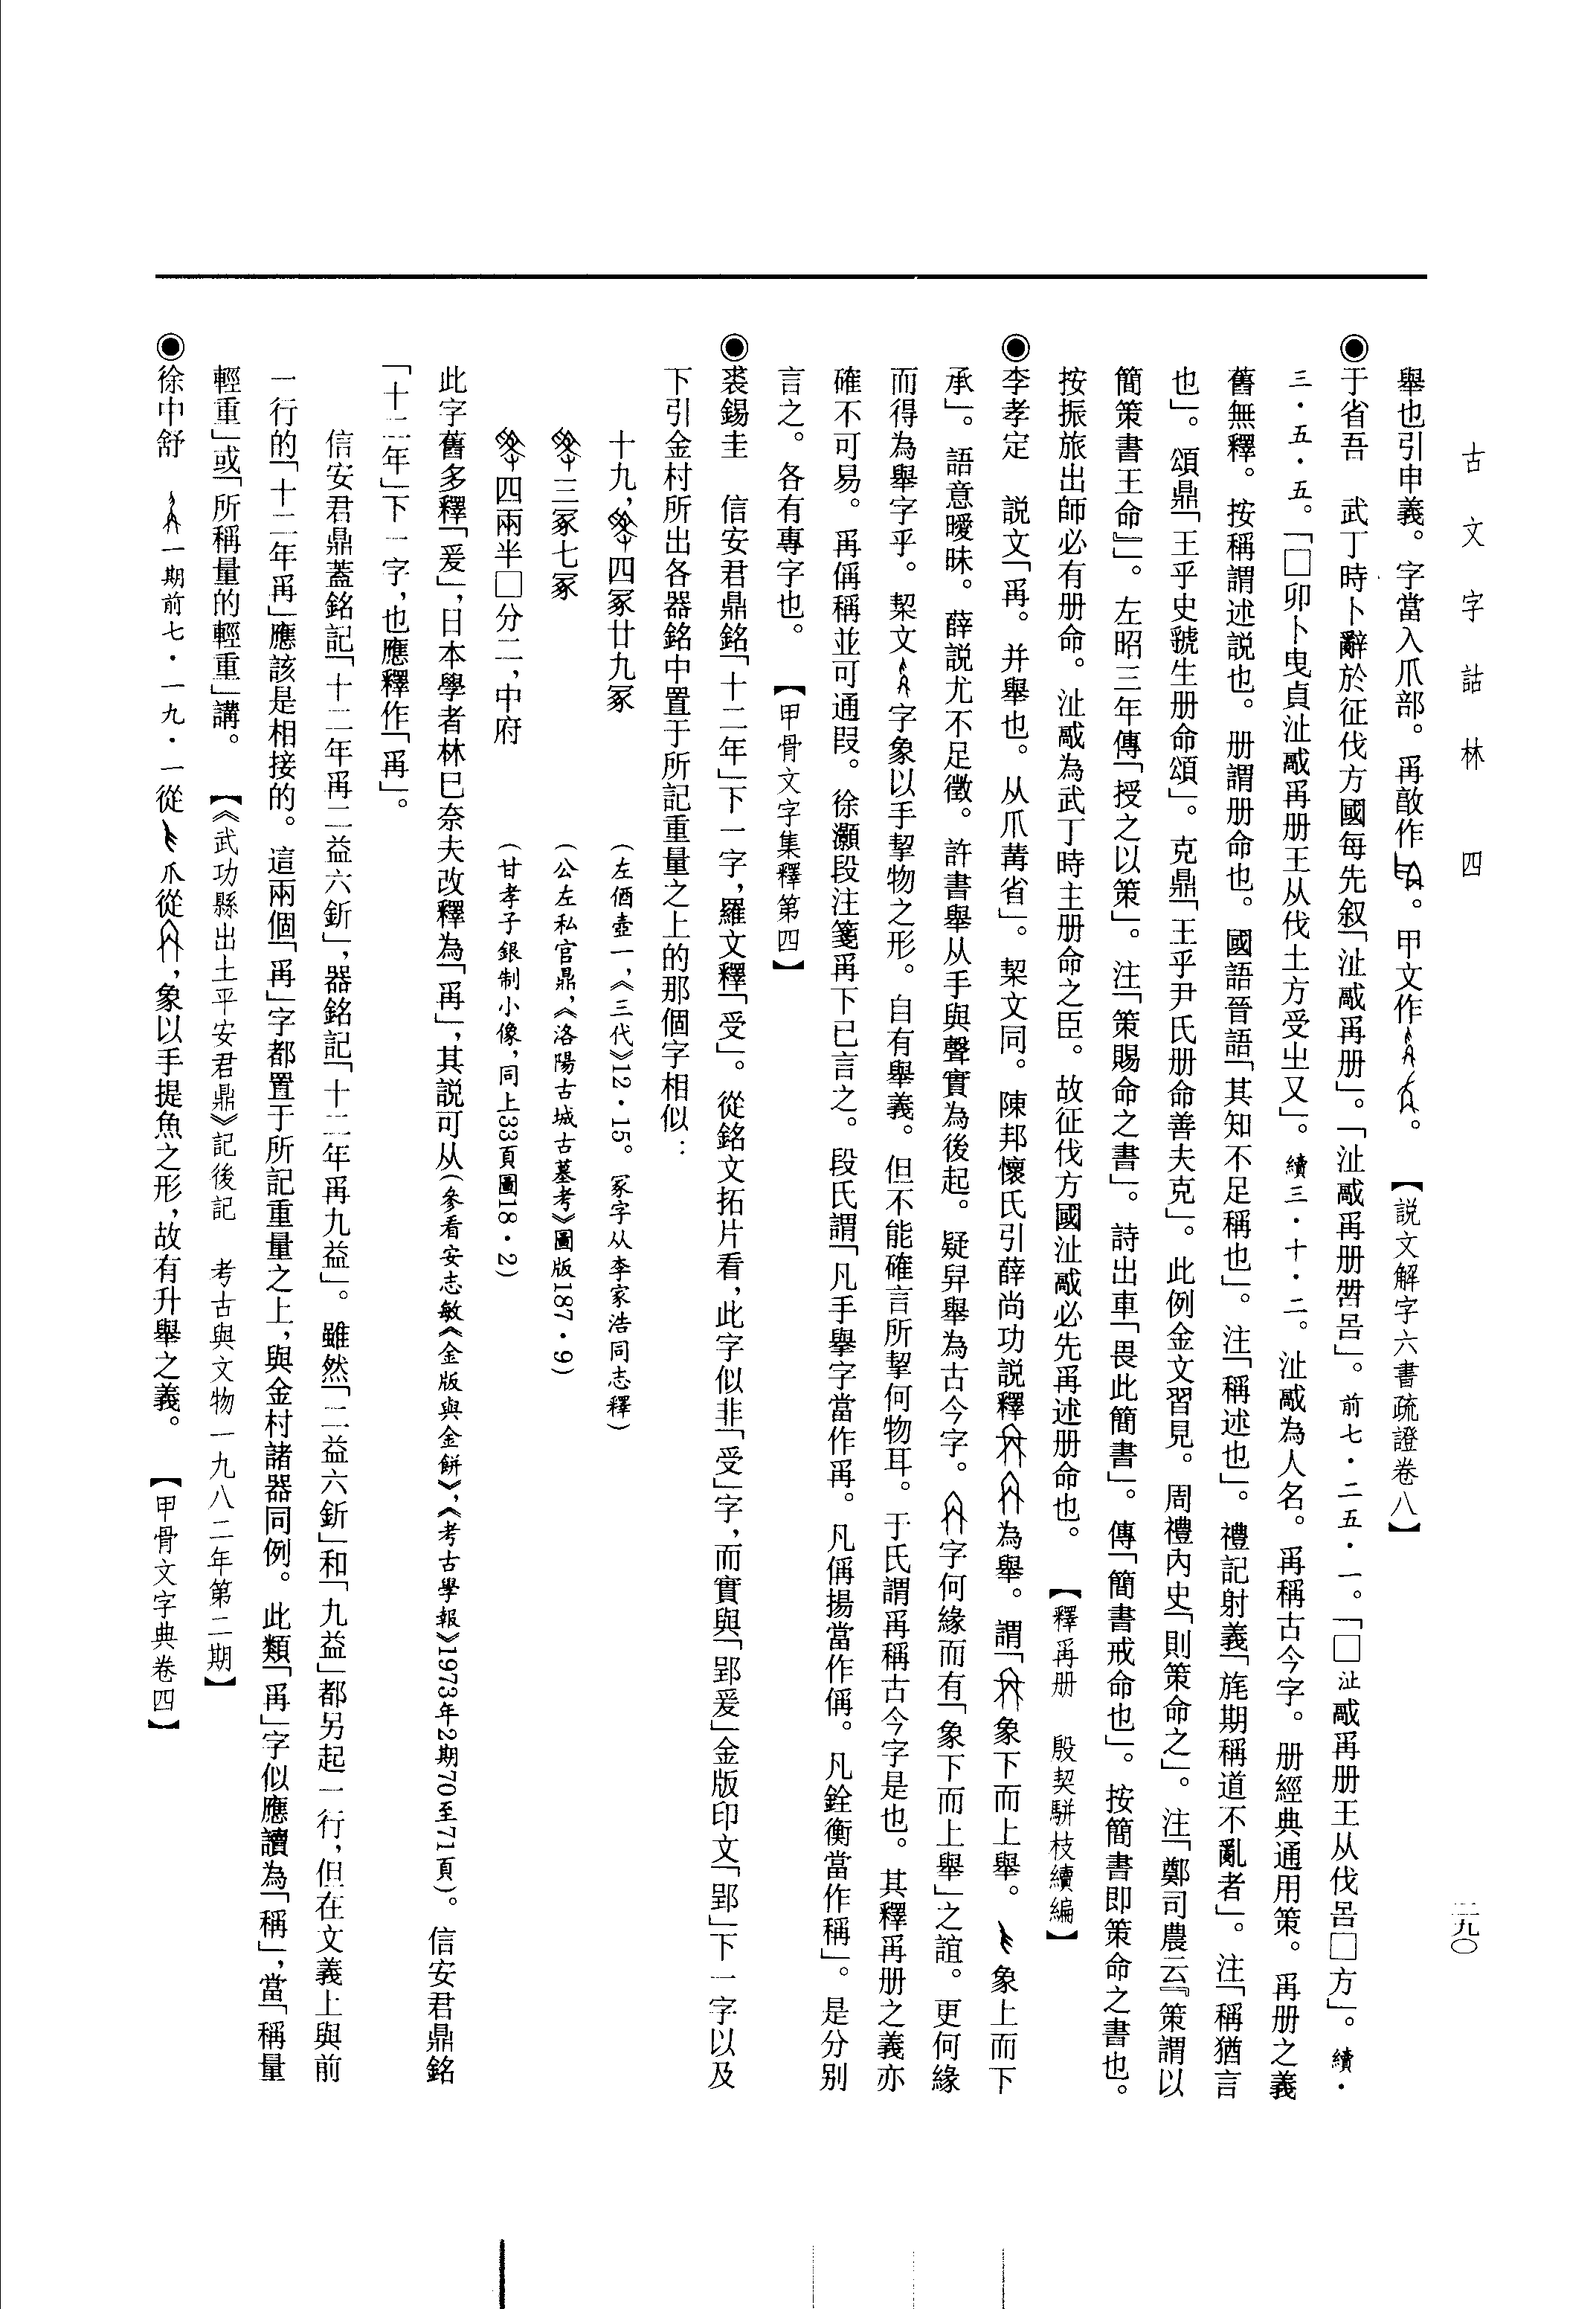 古文字詁林 四
二九〇
舉也引申義。字當入爪部。爯敵作。甲文作。 【說文解字六書疏證卷八】
◉于省吾 武丁時卜辭於征伐方國每先叙「沚𢦚爯册」。「沚𢦚爯册𣉻𠮷」。前七·二五·一。「□沚𢦚爯册王从伐𠮷□方」。續·
三·五·五。「□卯卜曳貞沚𢦚爯册王从伐土方受㞢又」。續三·十·二。沚𢦚為人名。爯稱古今字。册經典通用策。爯册之義
舊無釋。按稱謂述説也。册謂册命也。國語晉語「其知不足稱也」。注「稱述也」。禮記射義「旄期稱道不亂者」。注「稱猶言
也」。頌鼎「王乎史虢生册命頌」。克鼎「王乎尹氏册命善夫克」。此例金文習見。周禮內史「則策命之」。注「鄭司農云『策謂以
簡策書王命』」。左昭三年傳「授之以策」。注「策賜命之書」。詩出車「畏此簡書」。傳「簡書戒命也」。按簡書即策命之書也。
按振旅出師必有册命。沚𢦚為武丁時主册命之臣。故征伐方國沚𢦚必先爯述册命也。 【釋爯册 殷契駢枝續編】
◉李孝定 説文「爯。并舉也。从爪冓省」。栔文同。陳邦懷氏引薛尚功説釋為舉。謂「象下而上舉。象上而下
承」。語意曖昧。薛説尤不足徵。許書舉从手與聲實為後起。疑舁舉為古今字。字何緣而有「象下而上舉」之誼。更何緣
而得為舉字乎。栔文字象以手挈物之形。自有舉義。但不能確言所挈何物耳。于氏謂爯稱古今字是也。其釋爯册之義亦
確不可易。爯偁稱並可通叚。徐灝段注箋爯下已言之。段氏謂「凡手舉字當作爯。凡偁揚當作偁。凡銓衡當作稱」。是分别
言之。各有專字也。 【甲骨文字集釋第四】
◉裘錫圭 信安君鼎銘「十二年」下一字，羅文釋「受」。從銘文拓片看，此字似非「受」字，而實與「郢爰」金版印文「郢」下一字以及
下引金村所出各器銘中置于所記重量之上的那個字相似：
十九，四冢廿九冢 （左佰壺一，《三代》12·15。冢字从李家浩同志釋）
三冢七冢 （公左私官鼎，《洛陽古城古墓考》圖版187·9）
四兩半□分二，中府 （甘孝子銀制小像，同上33頁圖18·2）
此字舊多釋「爰」，日本學者林巳奈夫改釋為「爯」，其説可从（參看安志敏《金版與金餅》，《考古學報》1973年2期70至71頁）。信安君鼎銘
「十二年」下一字，也應釋作「爯」。
信安君鼎蓋銘記「十二年爯二益六釿」，器銘記「十二年爯九益」。雖然「二益六釿」和「九益」都另起一行，但在文義上與前
一行的「十二年爯」應該是相接的。這兩個「爯」字都置于所記重量之上，與金村諸器同例。此類「爯」字似應讀為「稱」，當「稱量
輕重」或「所稱量的輕重」講。 【《武功縣出土平安君鼎》記後記 考古與文物一九八二年第二期】
◉徐中舒 一期前七·一九·一從爪從，象以手提魚之形，故有升舉之義。 【甲骨文字典卷四】